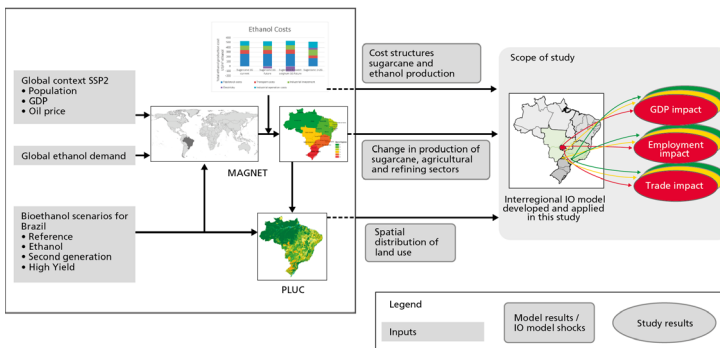 Ethanol Costs
Global context SSP2
• Population
• GDP
• Oil price
Global ethanol demand
MAGNET
Bioethanol scenarios for
Brazil
• Reference
• Ethanol
• Second generation
• High Yield
PLUC
Cost structures
sugarcane and
ethanol production
Change in production of
sugarcane, agricultural
and refining sectors
Spatial
distribution of
land use
Scope of study
GDP impact
Employment
impact
Trade impact
Interregional IO model
developed and applied
in this study
Legend
Inputs
Model results /
IO model shocks
Study results